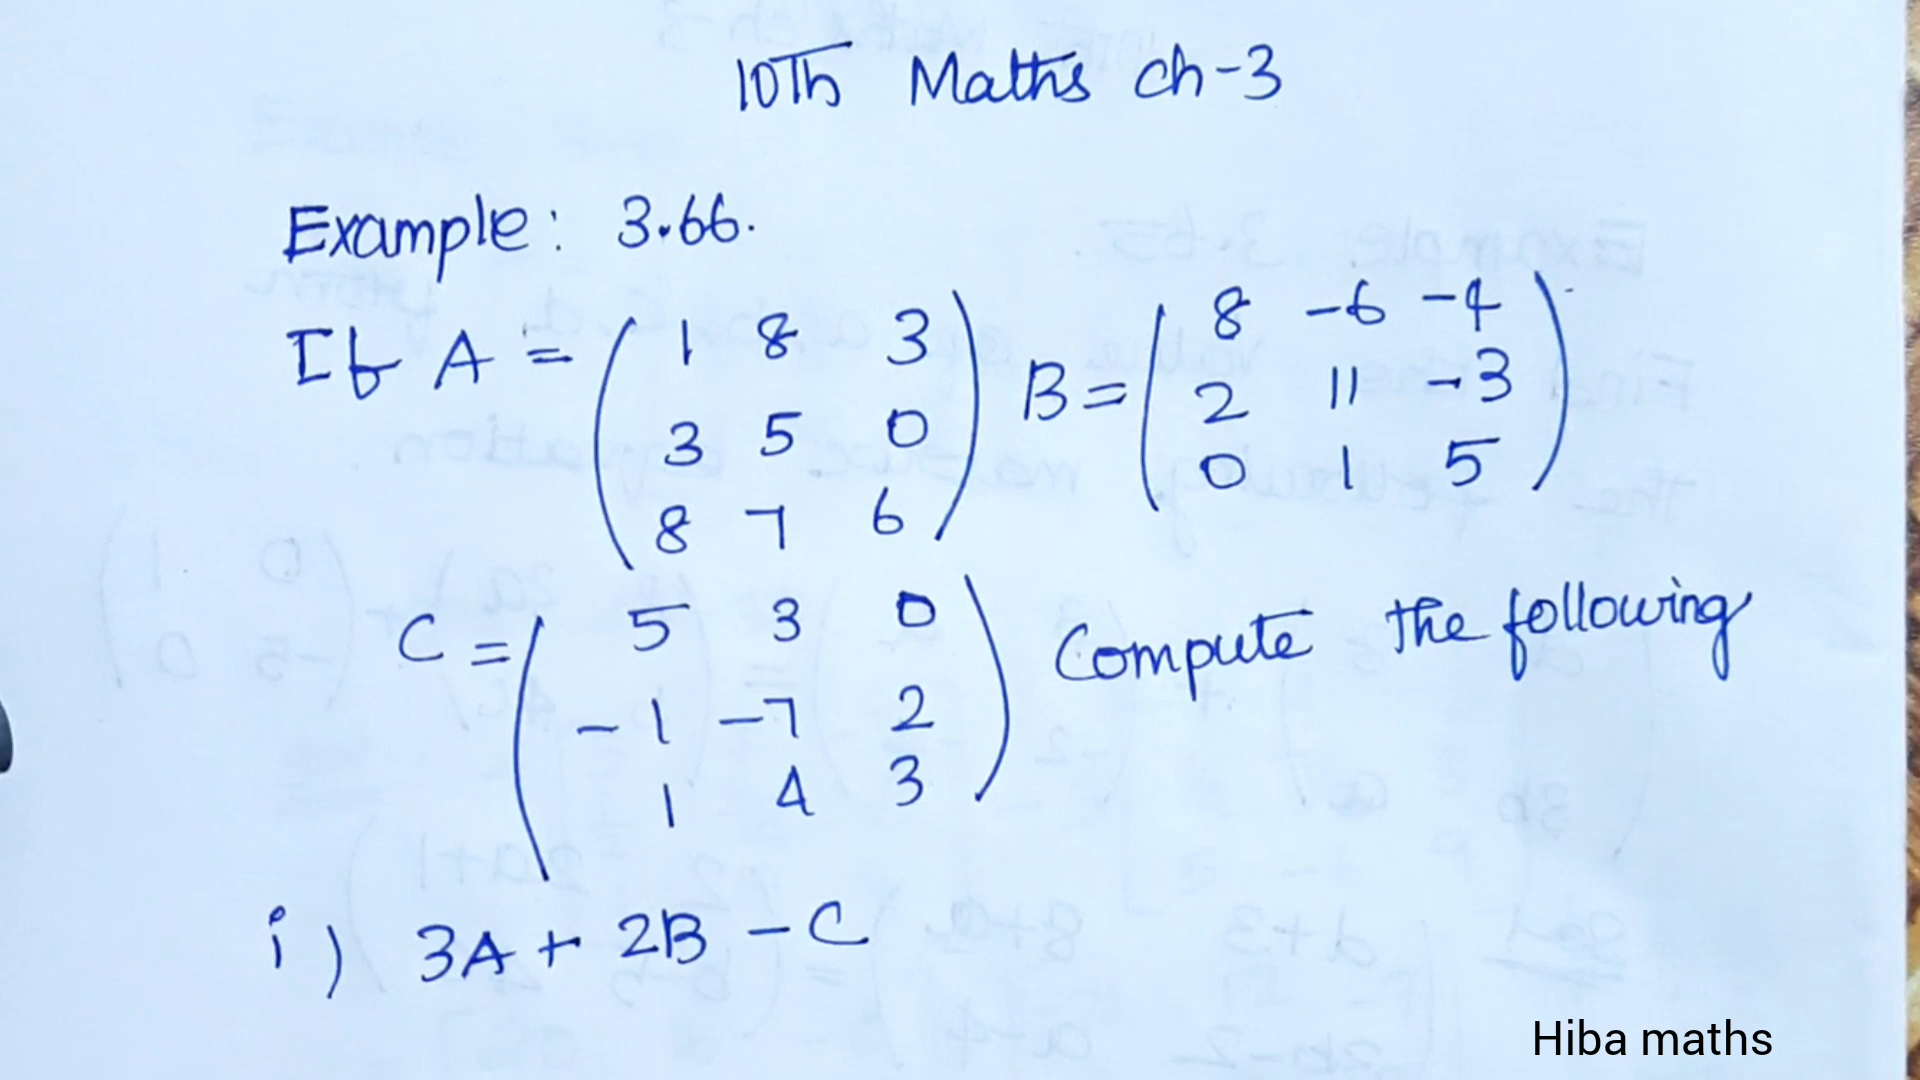 10Th Maths ch-3
Example: 3.66.
If A = ( 1 8 3 B = ( 8 -6 -4
3 5 0 2 11 -3
8 7 6 ) 0 1 5 )
C = ( 5 3 0 Compute the following
-1 -7 2
1 4 3 )
i) 3A + 2B - C
Hiba maths